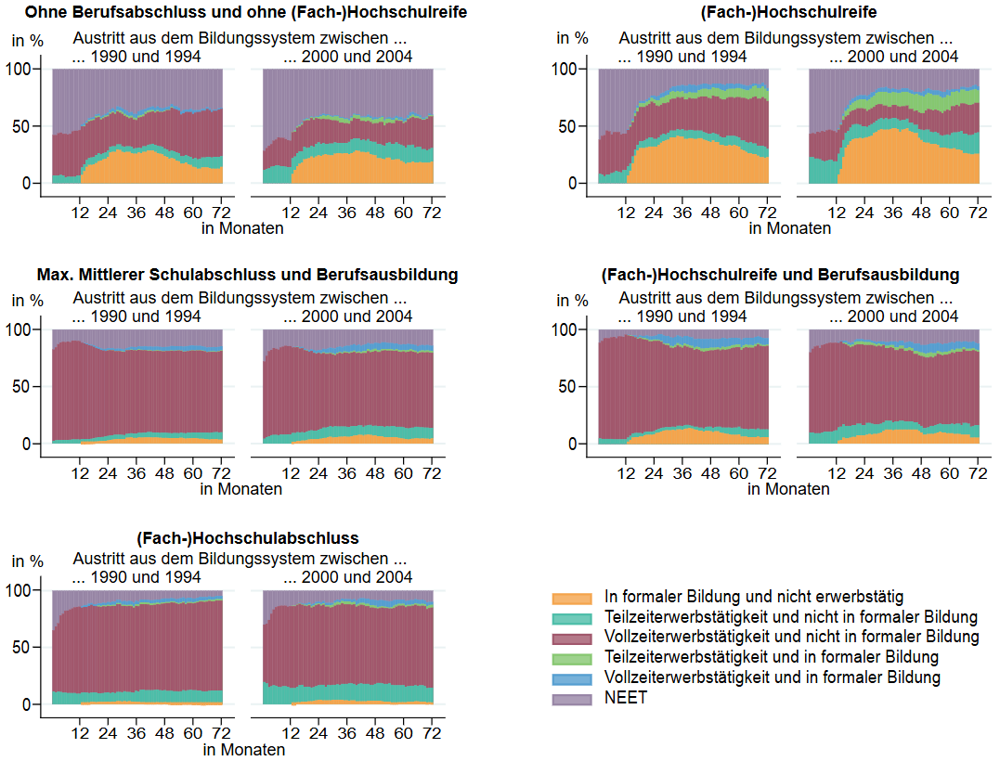 Ohne Berufsabschluss und ohne (Fach-)Hochschulreife
in %
Austritt aus dem Bildungssystem zwischen ...
... 1990 und 1994
... 2000 und 2004
100
50
0
12 24 36 48 60 72
12 24 36 48 60 72
in Monaten
(Fach-)Hochschulreife
in %
Austritt aus dem Bildungssystem zwischen ...
... 1990 und 1994
... 2000 und 2004
100
50
0
12 24 36 48 60 72
12 24 36 48 60 72
in Monaten
Max. Mittlerer Schulabschluss und Berufsausbildung
in %
Austritt aus dem Bildungssystem zwischen ...
... 1990 und 1994
... 2000 und 2004
100
50
0
12 24 36 48 60 72
12 24 36 48 60 72
in Monaten
(Fach-)Hochschulreife und Berufsausbildung
in %
Austritt aus dem Bildungssystem zwischen ...
... 1990 und 1994
... 2000 und 2004
100
50
0
12 24 36 48 60 72
12 24 36 48 60 72
in Monaten
(Fach-)Hochschulabschluss
in %
Austritt aus dem Bildungssystem zwischen ...
... 1990 und 1994
... 2000 und 2004
100
50
0
12 24 36 48 60 72
12 24 36 48 60 72
in Monaten
In formaler Bildung und nicht erwerbstätig
Teilzeiterwerbstätigkeit und nicht in formaler Bildung
Vollzeiterwerbstätigkeit und nicht in formaler Bildung
Teilzeiterwerbstätigkeit und in formaler Bildung
Vollzeiterwerbstätigkeit und in formaler Bildung
NEET